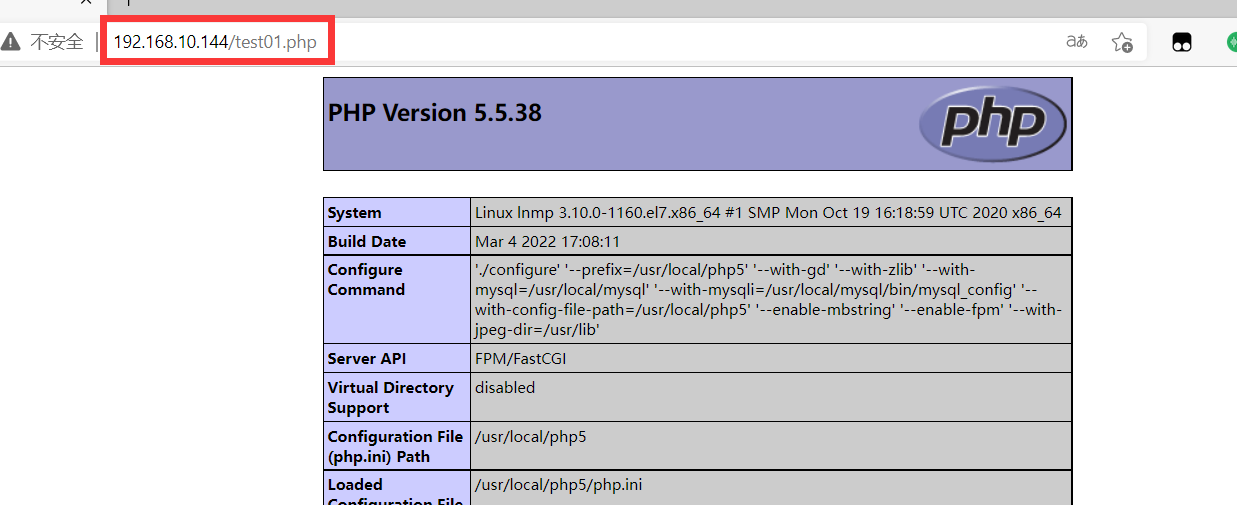 不安全 192.168.10.144/test01.php aあ
PHP Version 5.5.38
php
System Linux lnmp 3.10.0-1160.el7.x86_64 #1 SMP Mon Oct 19 16:18:59 UTC 2020 x86_64
Build Date Mar 4 2022 17:08:11
Configure './configure' '--prefix=/usr/local/php5' '--with-gd' '--with-zlib' '--with-
Command mysql=/usr/local/mysql' '--with-mysqli=/usr/local/mysql/bin/mysql_config' '--
with-config-file-path=/usr/local/php5' '--enable-mbstring' '--enable-fpm' '--with-
jpeg-dir=/usr/lib'
Server API FPM/FastCGI
Virtual Directory disabled
Support
Configuration File /usr/local/php5
(php.ini) Path
Loaded /usr/local/php5/php.ini
Configuration File